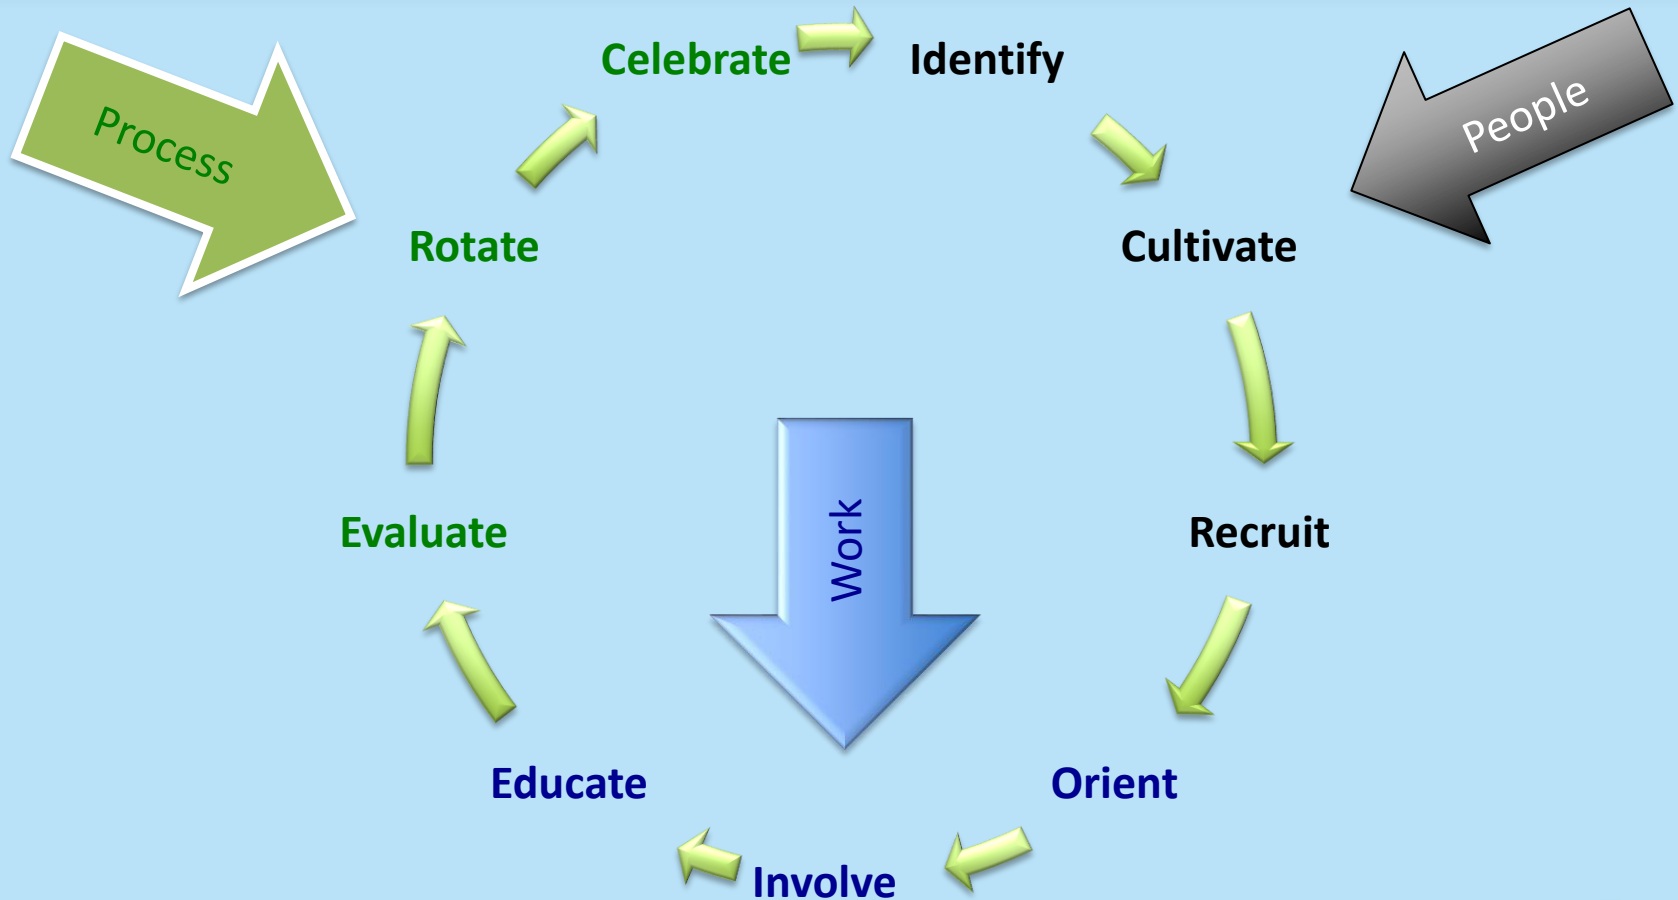 Celebrate
Identify
Process
People
Rotate
Cultivate
Evaluate
Work
Recruit
Educate
Orient
Involve